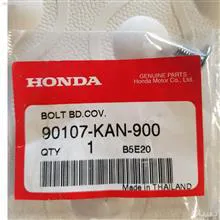 HONDA
GENUINE PARTS
Honda Motor Co., Ltd.
BOLT BD.COV.
90107-KAN-900
QTY 1 B5E20
Made in THAILAND